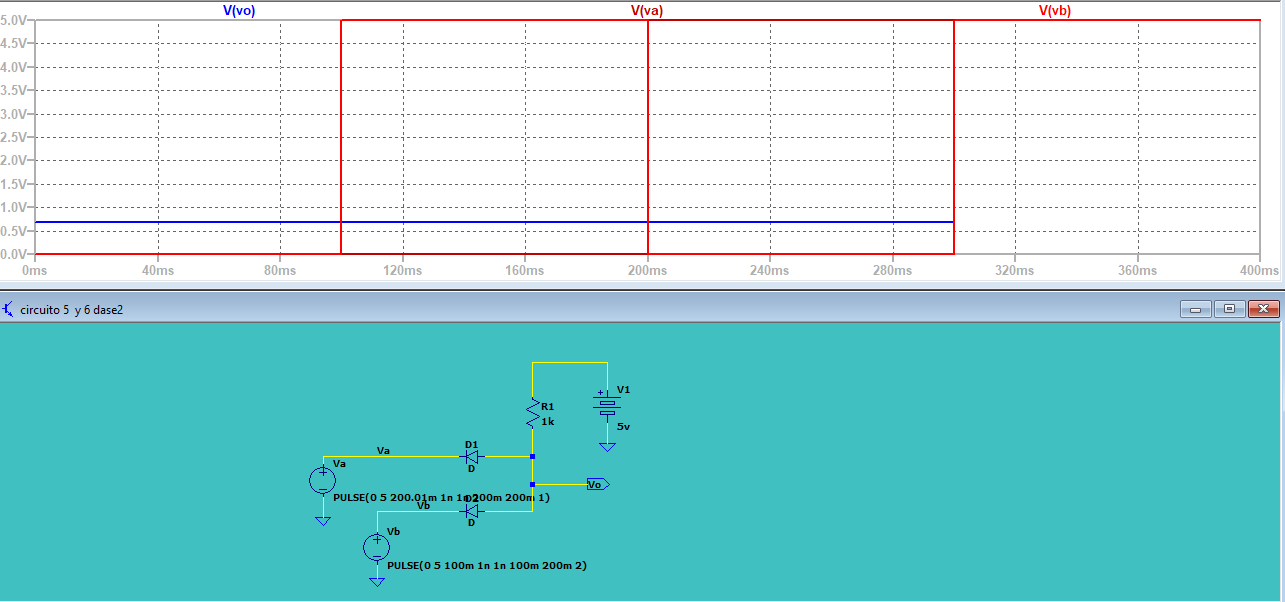 V(vo) V(va) V(vb)
5.0V
4.5V
4.0V
3.5V
3.0V
2.5V
2.0V
1.5V
1.0V
0.5V
0.0V
0ms 40ms 80ms 120ms 160ms 200ms 240ms 280ms 320ms 360ms 400ms
circuito 5 y 6 dase2
V1
R1
1k
5v
D1
Va
Va
D
Vo
PULSE(0 5 200.01m 1n 1n 200m 200m 1)
D2
Vb
D
Vb
PULSE(0 5 100m 1n 1n 100m 200m 2)